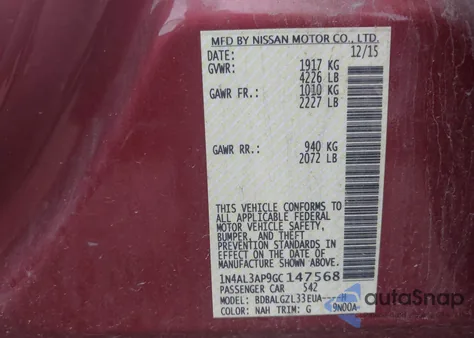 MFD BY NISSAN MOTOR CO., LTD.
DATE: 12/15
GVWR: 1917 KG
4226 LB
GAWR FR.: 1010 KG
2227 LB
GAWR RR.: 940 KG
2072 LB
THIS VEHICLE CONFORMS TO
ALL APPLICABLE FEDERAL
MOTOR VEHICLE SAFETY,
BUMPER, AND THEFT
PREVENTION STANDARDS IN
EFFECT ON THE DATE OF
MANUFACTURE SHOWN ABOVE.
1N4AL3AP9GC147568
PASSENGER CAR 542
MODEL:
COLOR: NAH TRIM: G
autoSnap